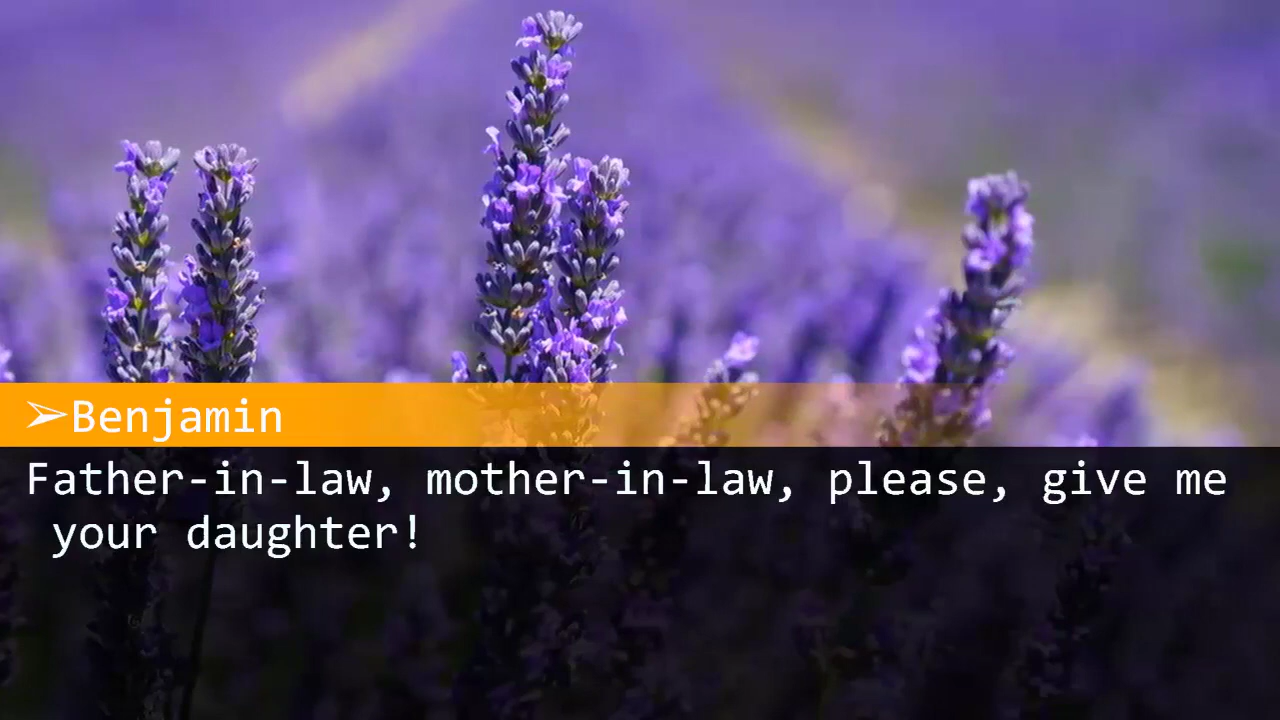 ➢Benjamin
Father-in-law, mother-in-law, please, give me
your daughter!